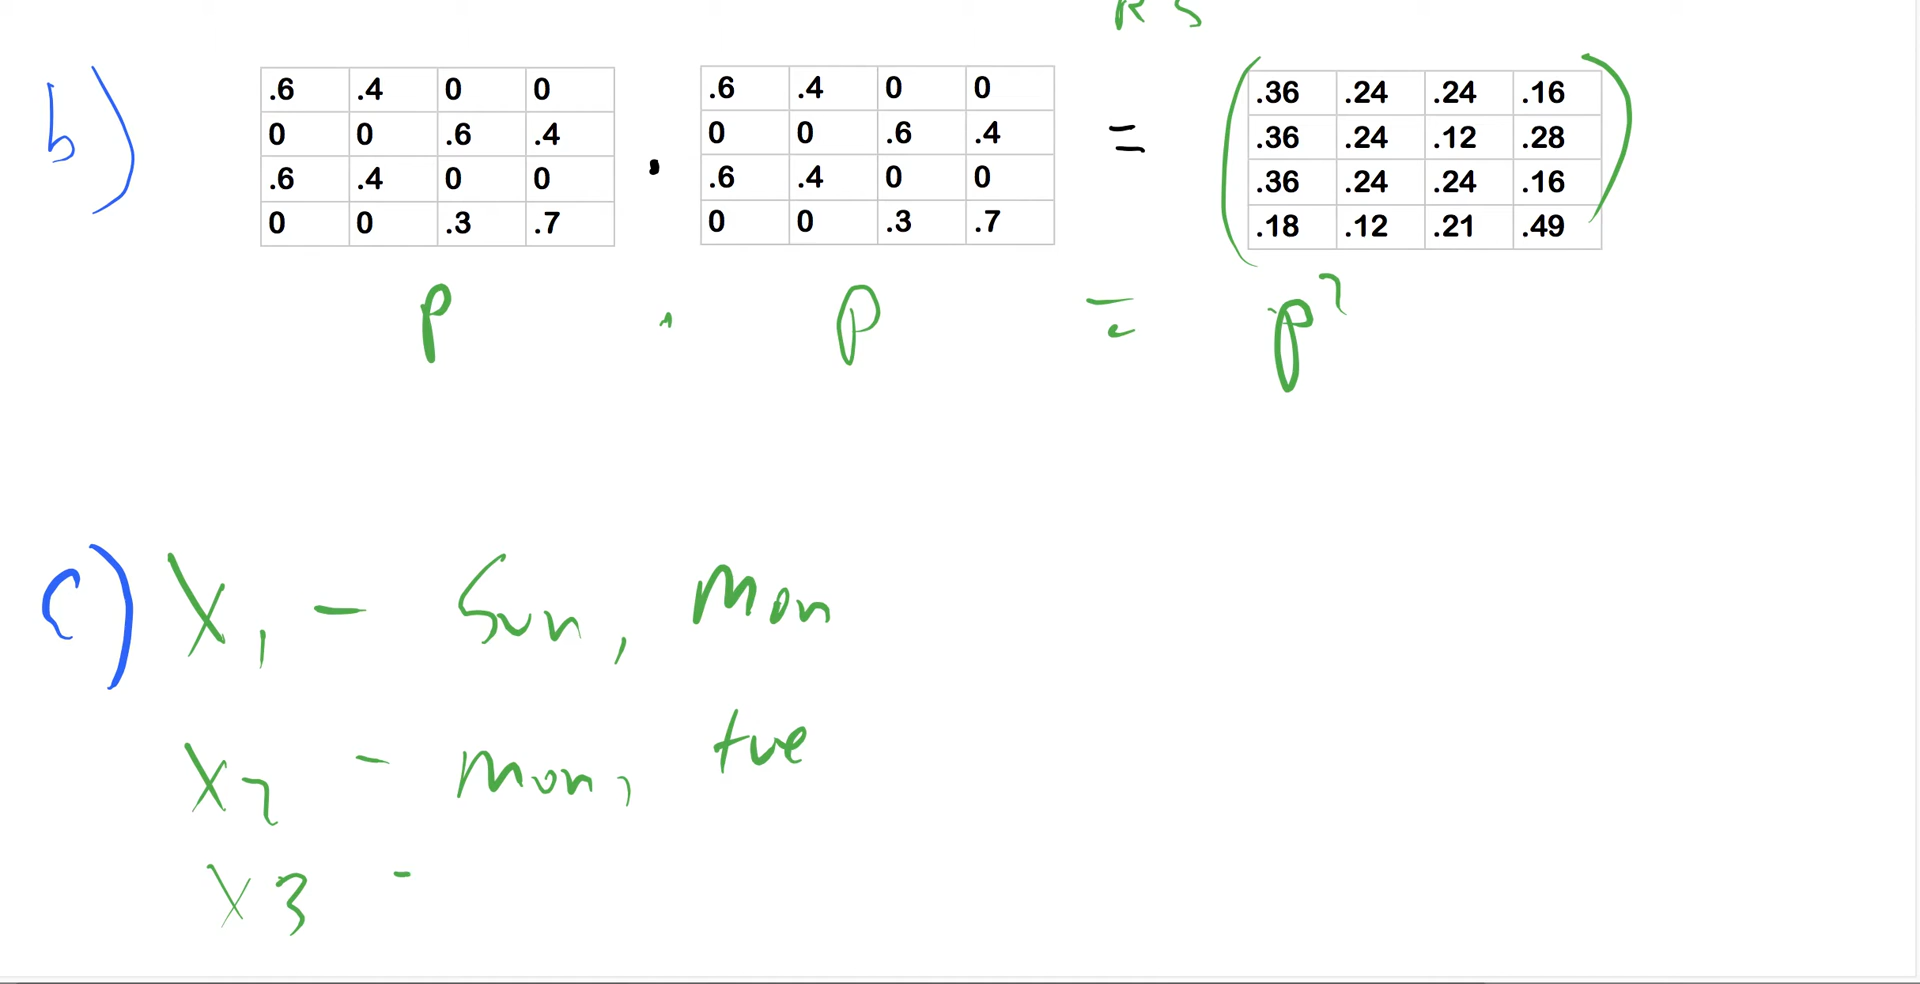 R S
b)
.6 .4 0 0 .6 .4 0 0 .36 .24 .24 .16
0 0 .6 .4 . 0 0 .6 .4 = .36 .24 .12 .28
.6 .4 0 0 .6 .4 0 0 .36 .24 .24 .16
0 0 .3 .7 0 0 .3 .7 .18 .12 .21 .49
P . P = P²
c) X₁ - Sun, Mon
X₂ - Mon, tue
X3 -